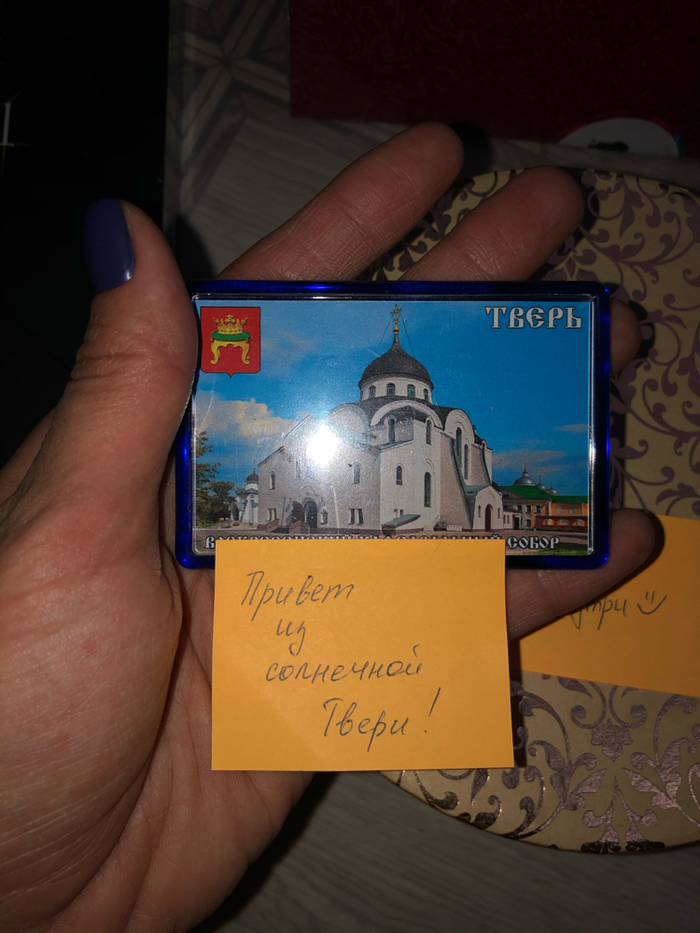 ТВЕРЬ
СОБОР
Привет
из
солнечной
Твери!